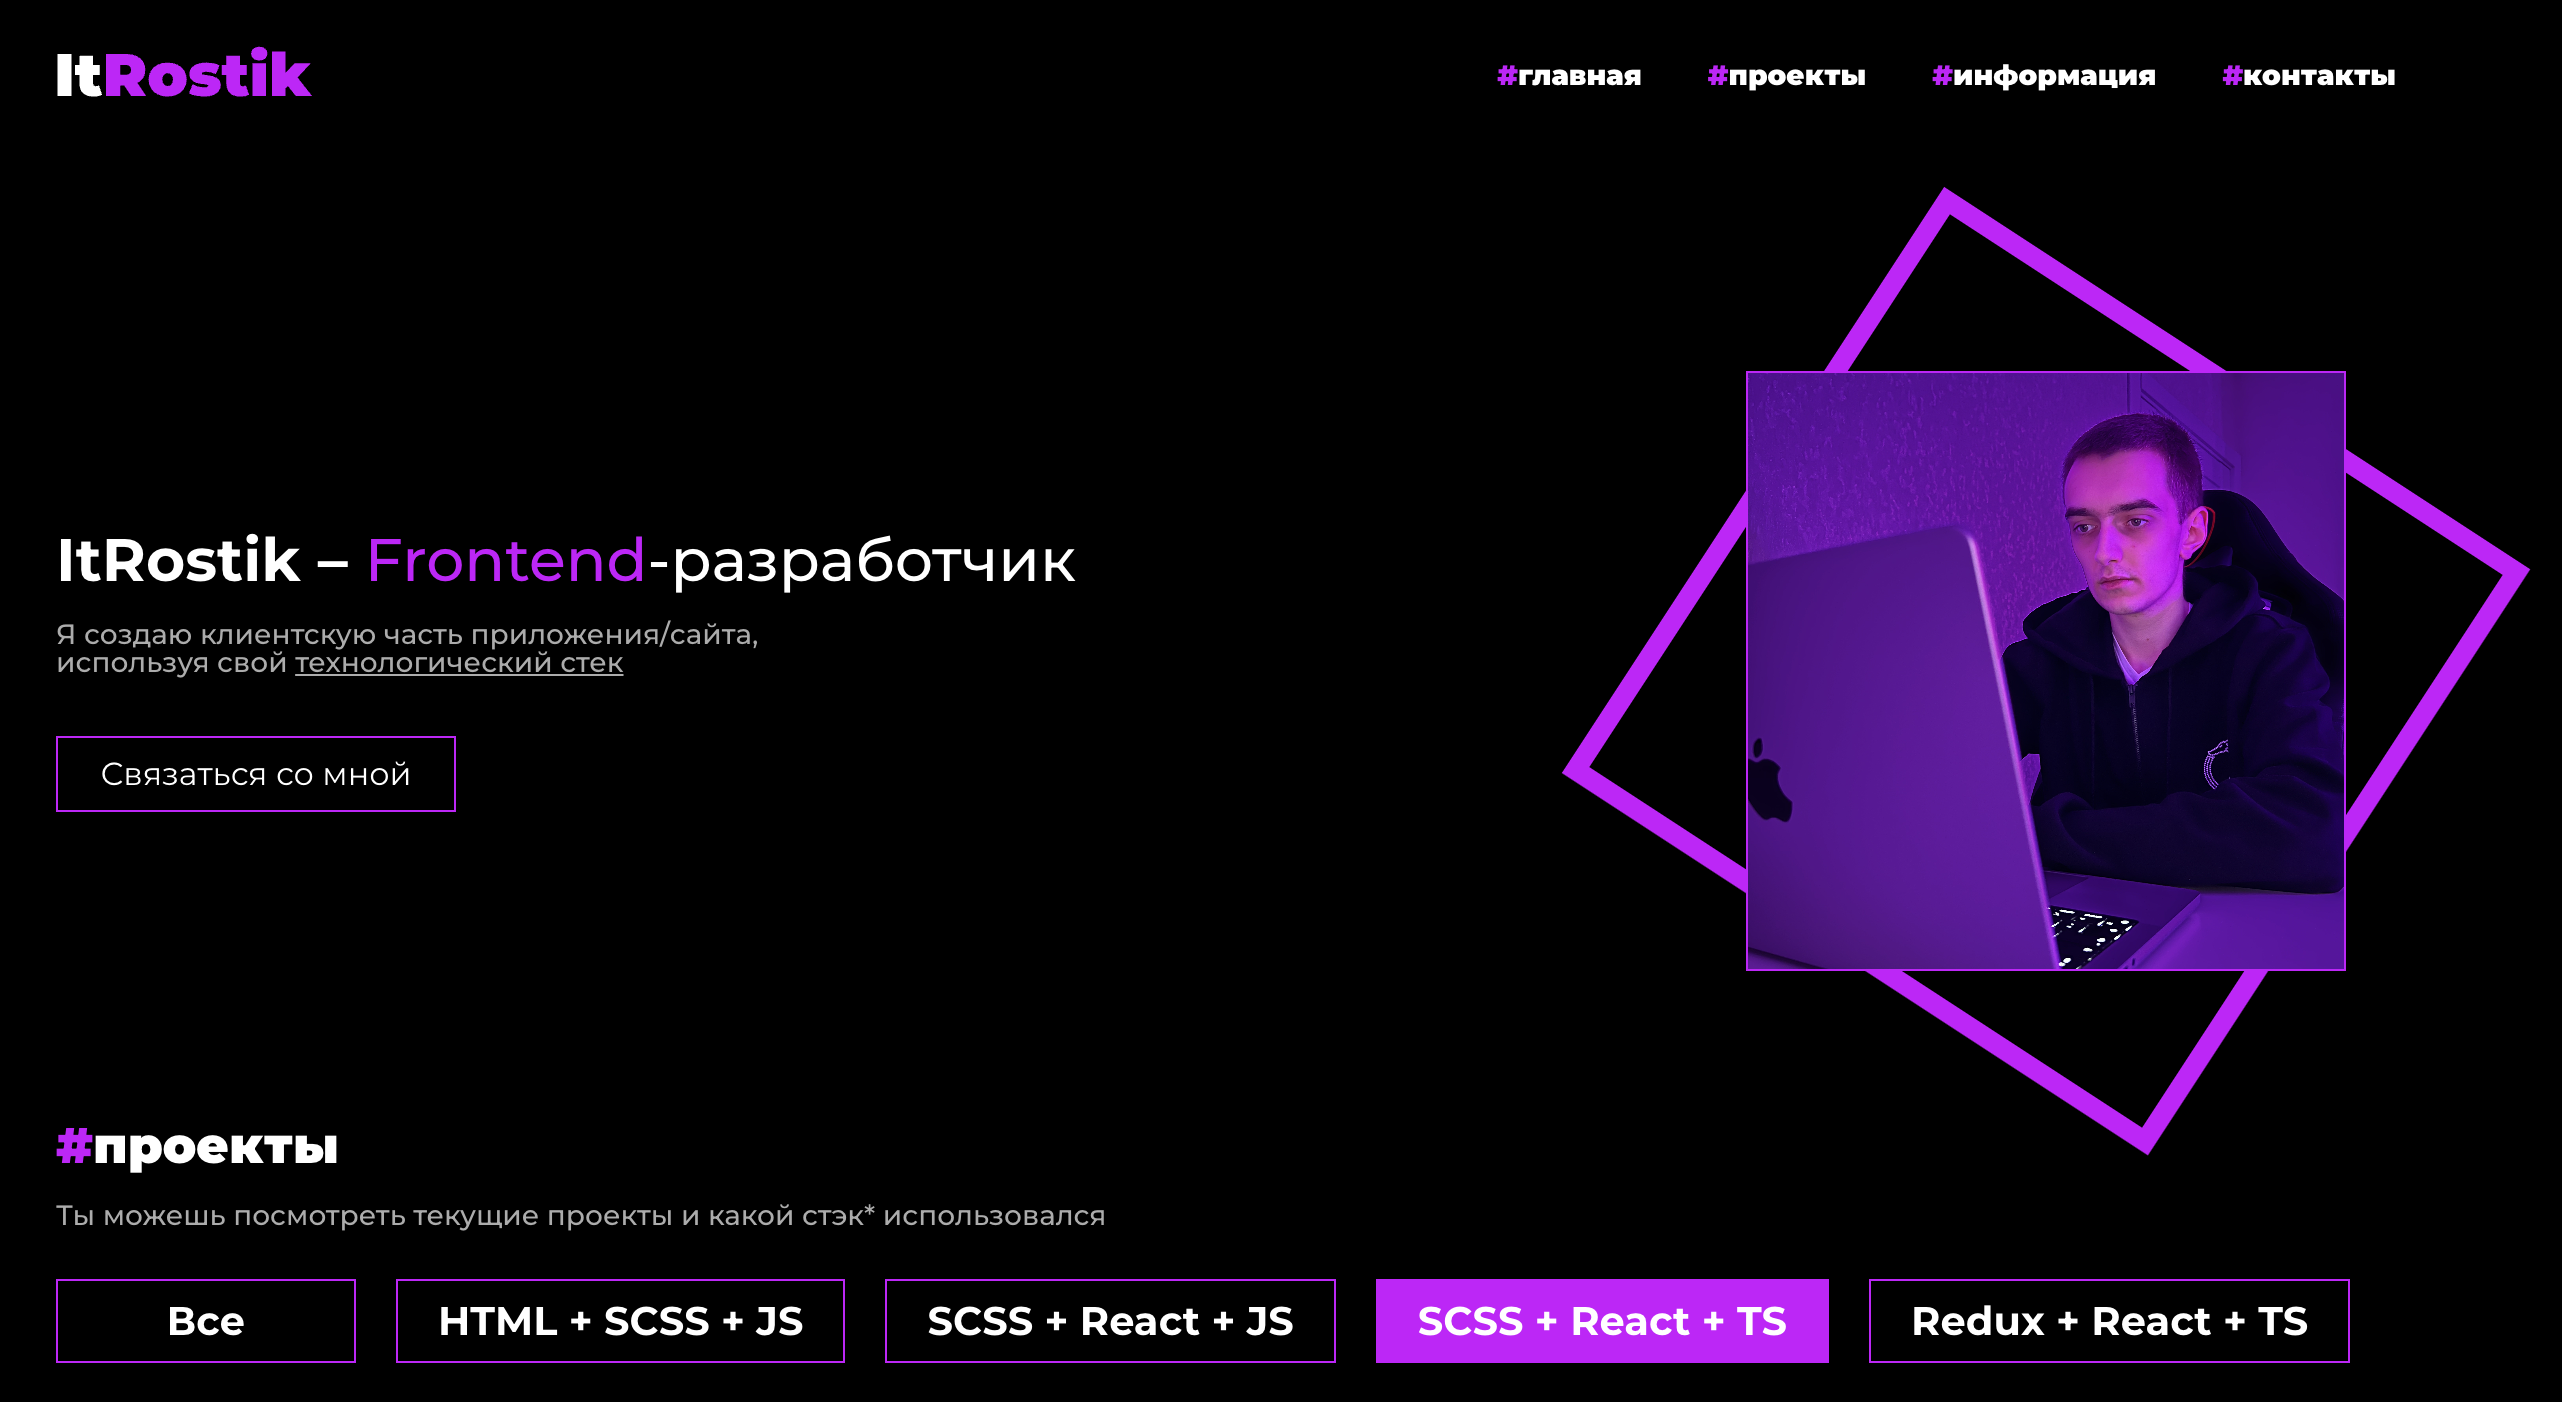 ItRostik
#главная #проекты #информация #контакты
ItRostik – Frontend-разработчик
Я создаю клиентскую часть приложения/сайта,
используя свой технологический стек
Связаться со мной
#проекты
Ты можешь посмотреть текущие проекты и какой стэк* использовался
Все
HTML + SCSS + JS
SCSS + React + JS
SCSS + React + TS
Redux + React + TS